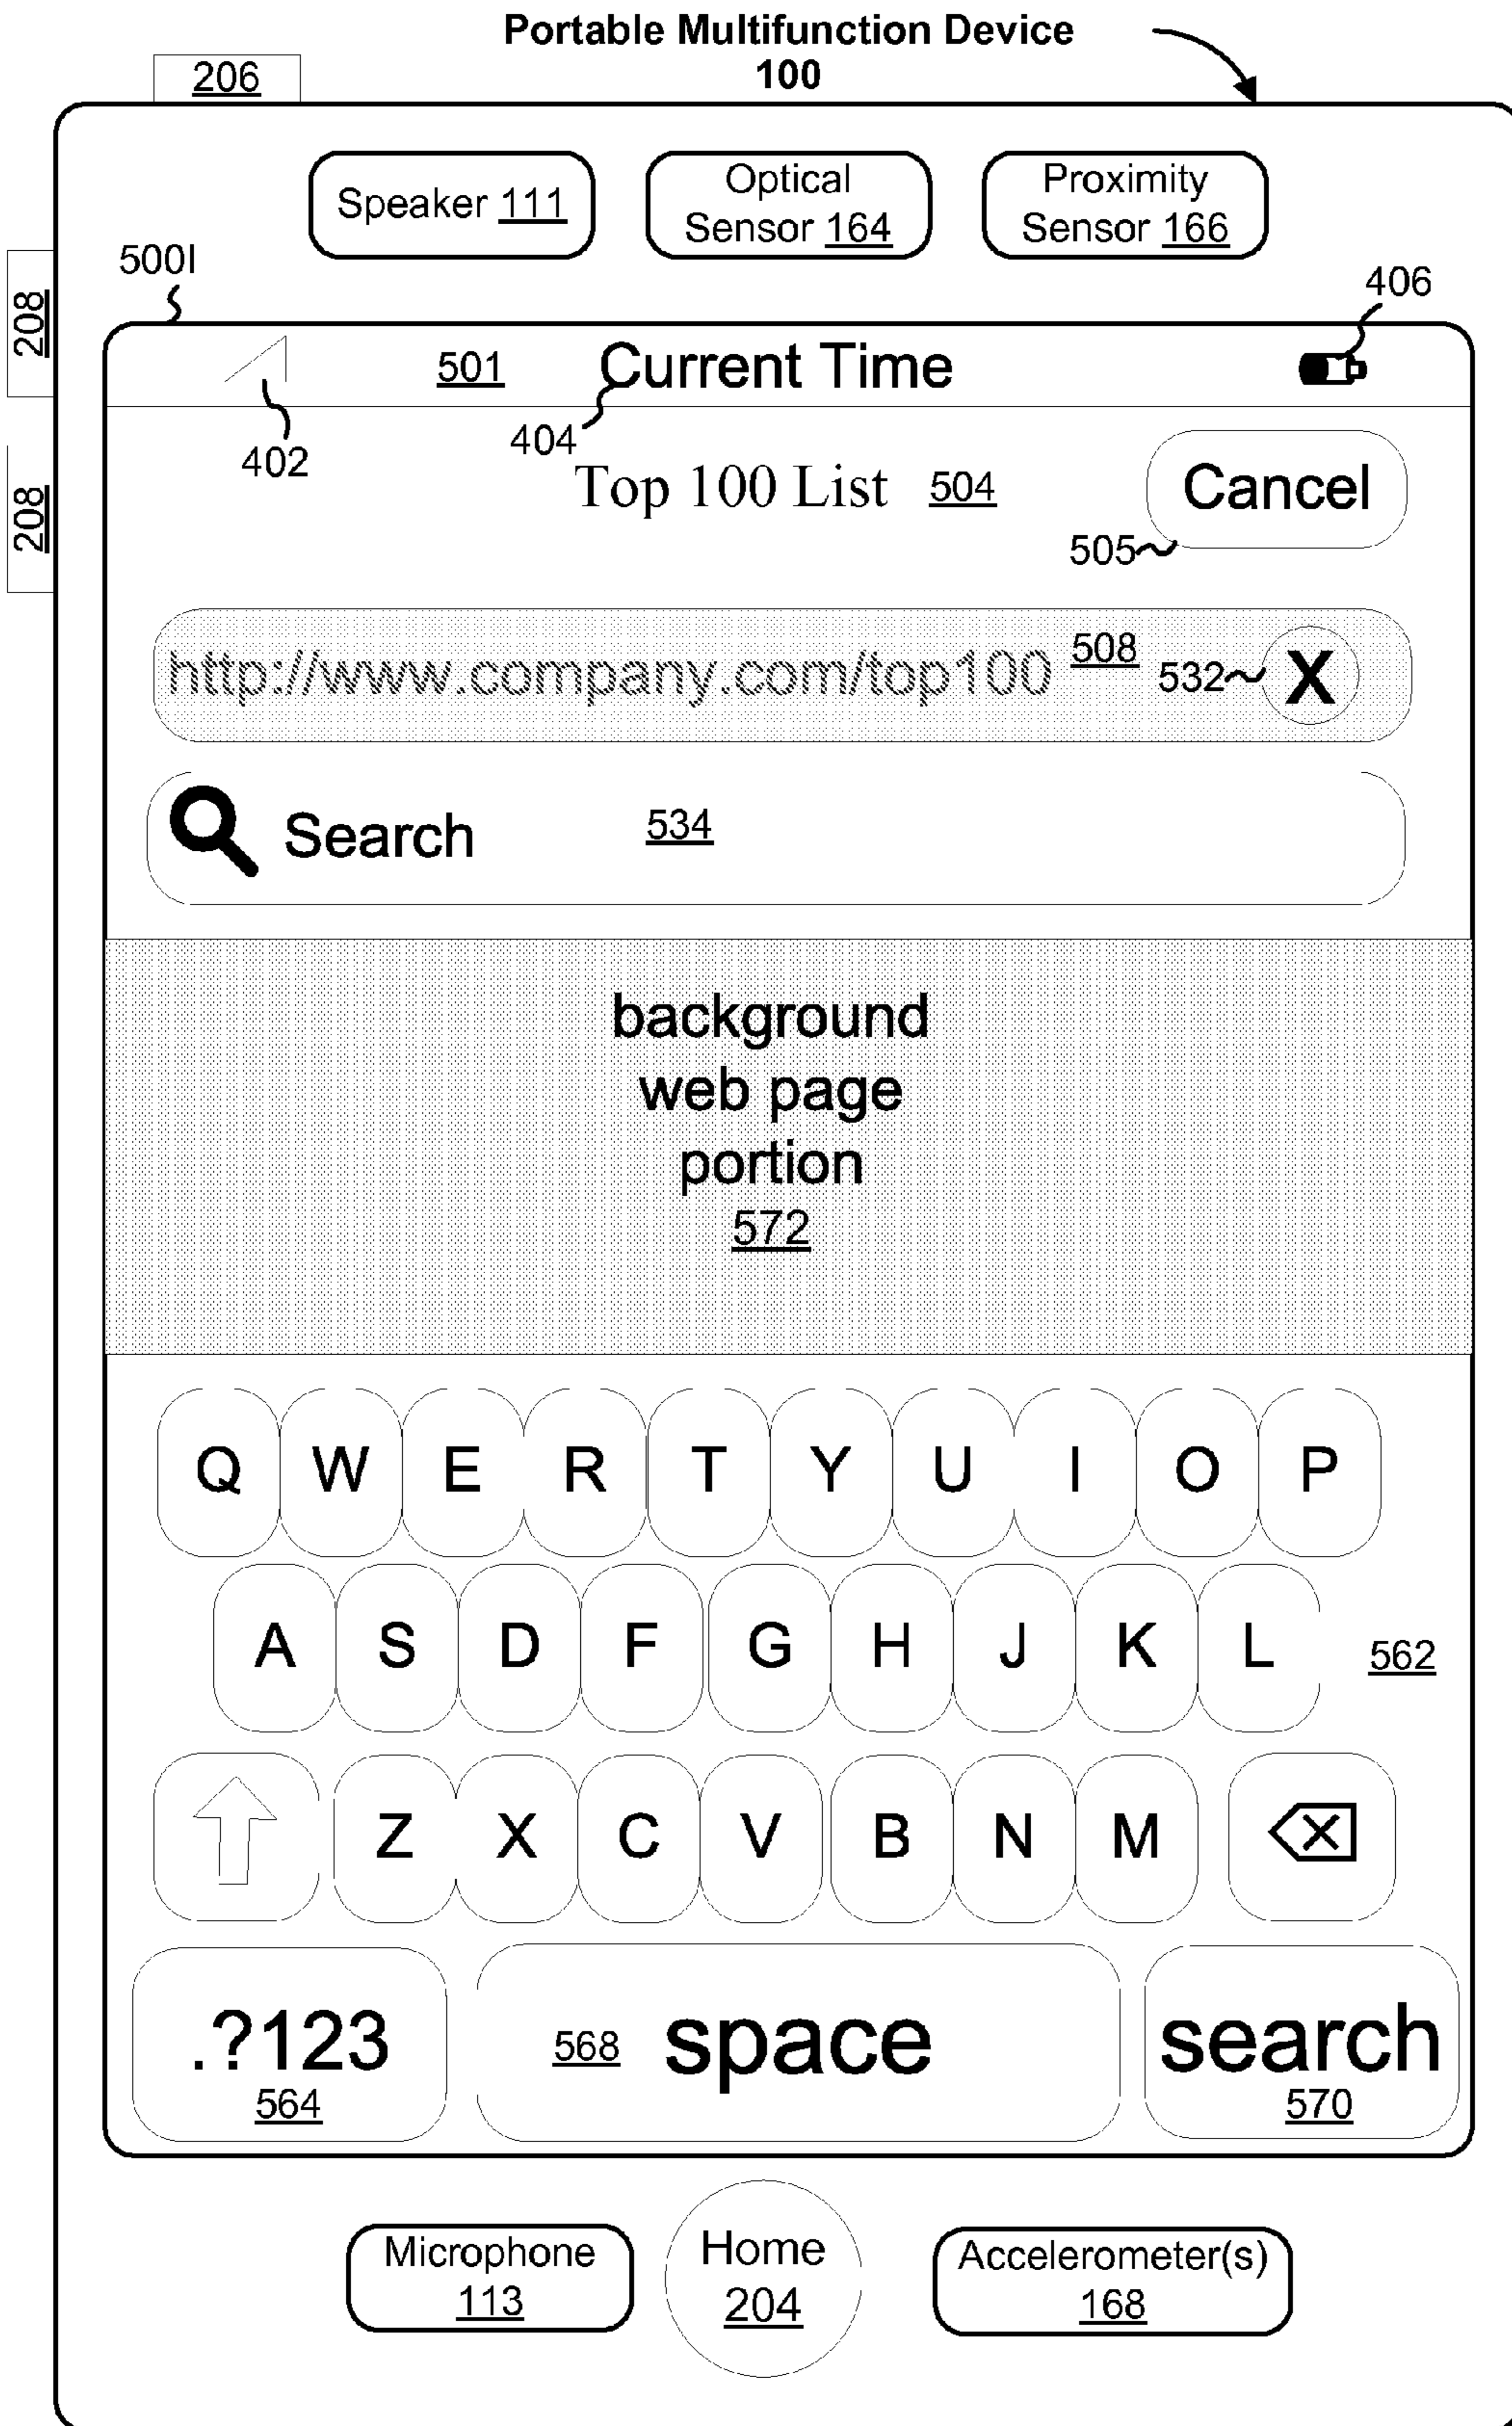 Portable Multifunction Device
100
206
Speaker 111
Optical
Sensor 164
Proximity
Sensor 166
208
500I
406
501
Current Time
404
402
208
Top 100 List 504
Cancel
505
http://www.company.com/top100 508
532
X
Search 534
background
web page
portion
572
Q W E R T Y U I O P
A S D F G H J K L
562
Z X C V B N M
.?123
564
568 space
search
570
Microphone
113
Home
204
Accelerometer(s)
168